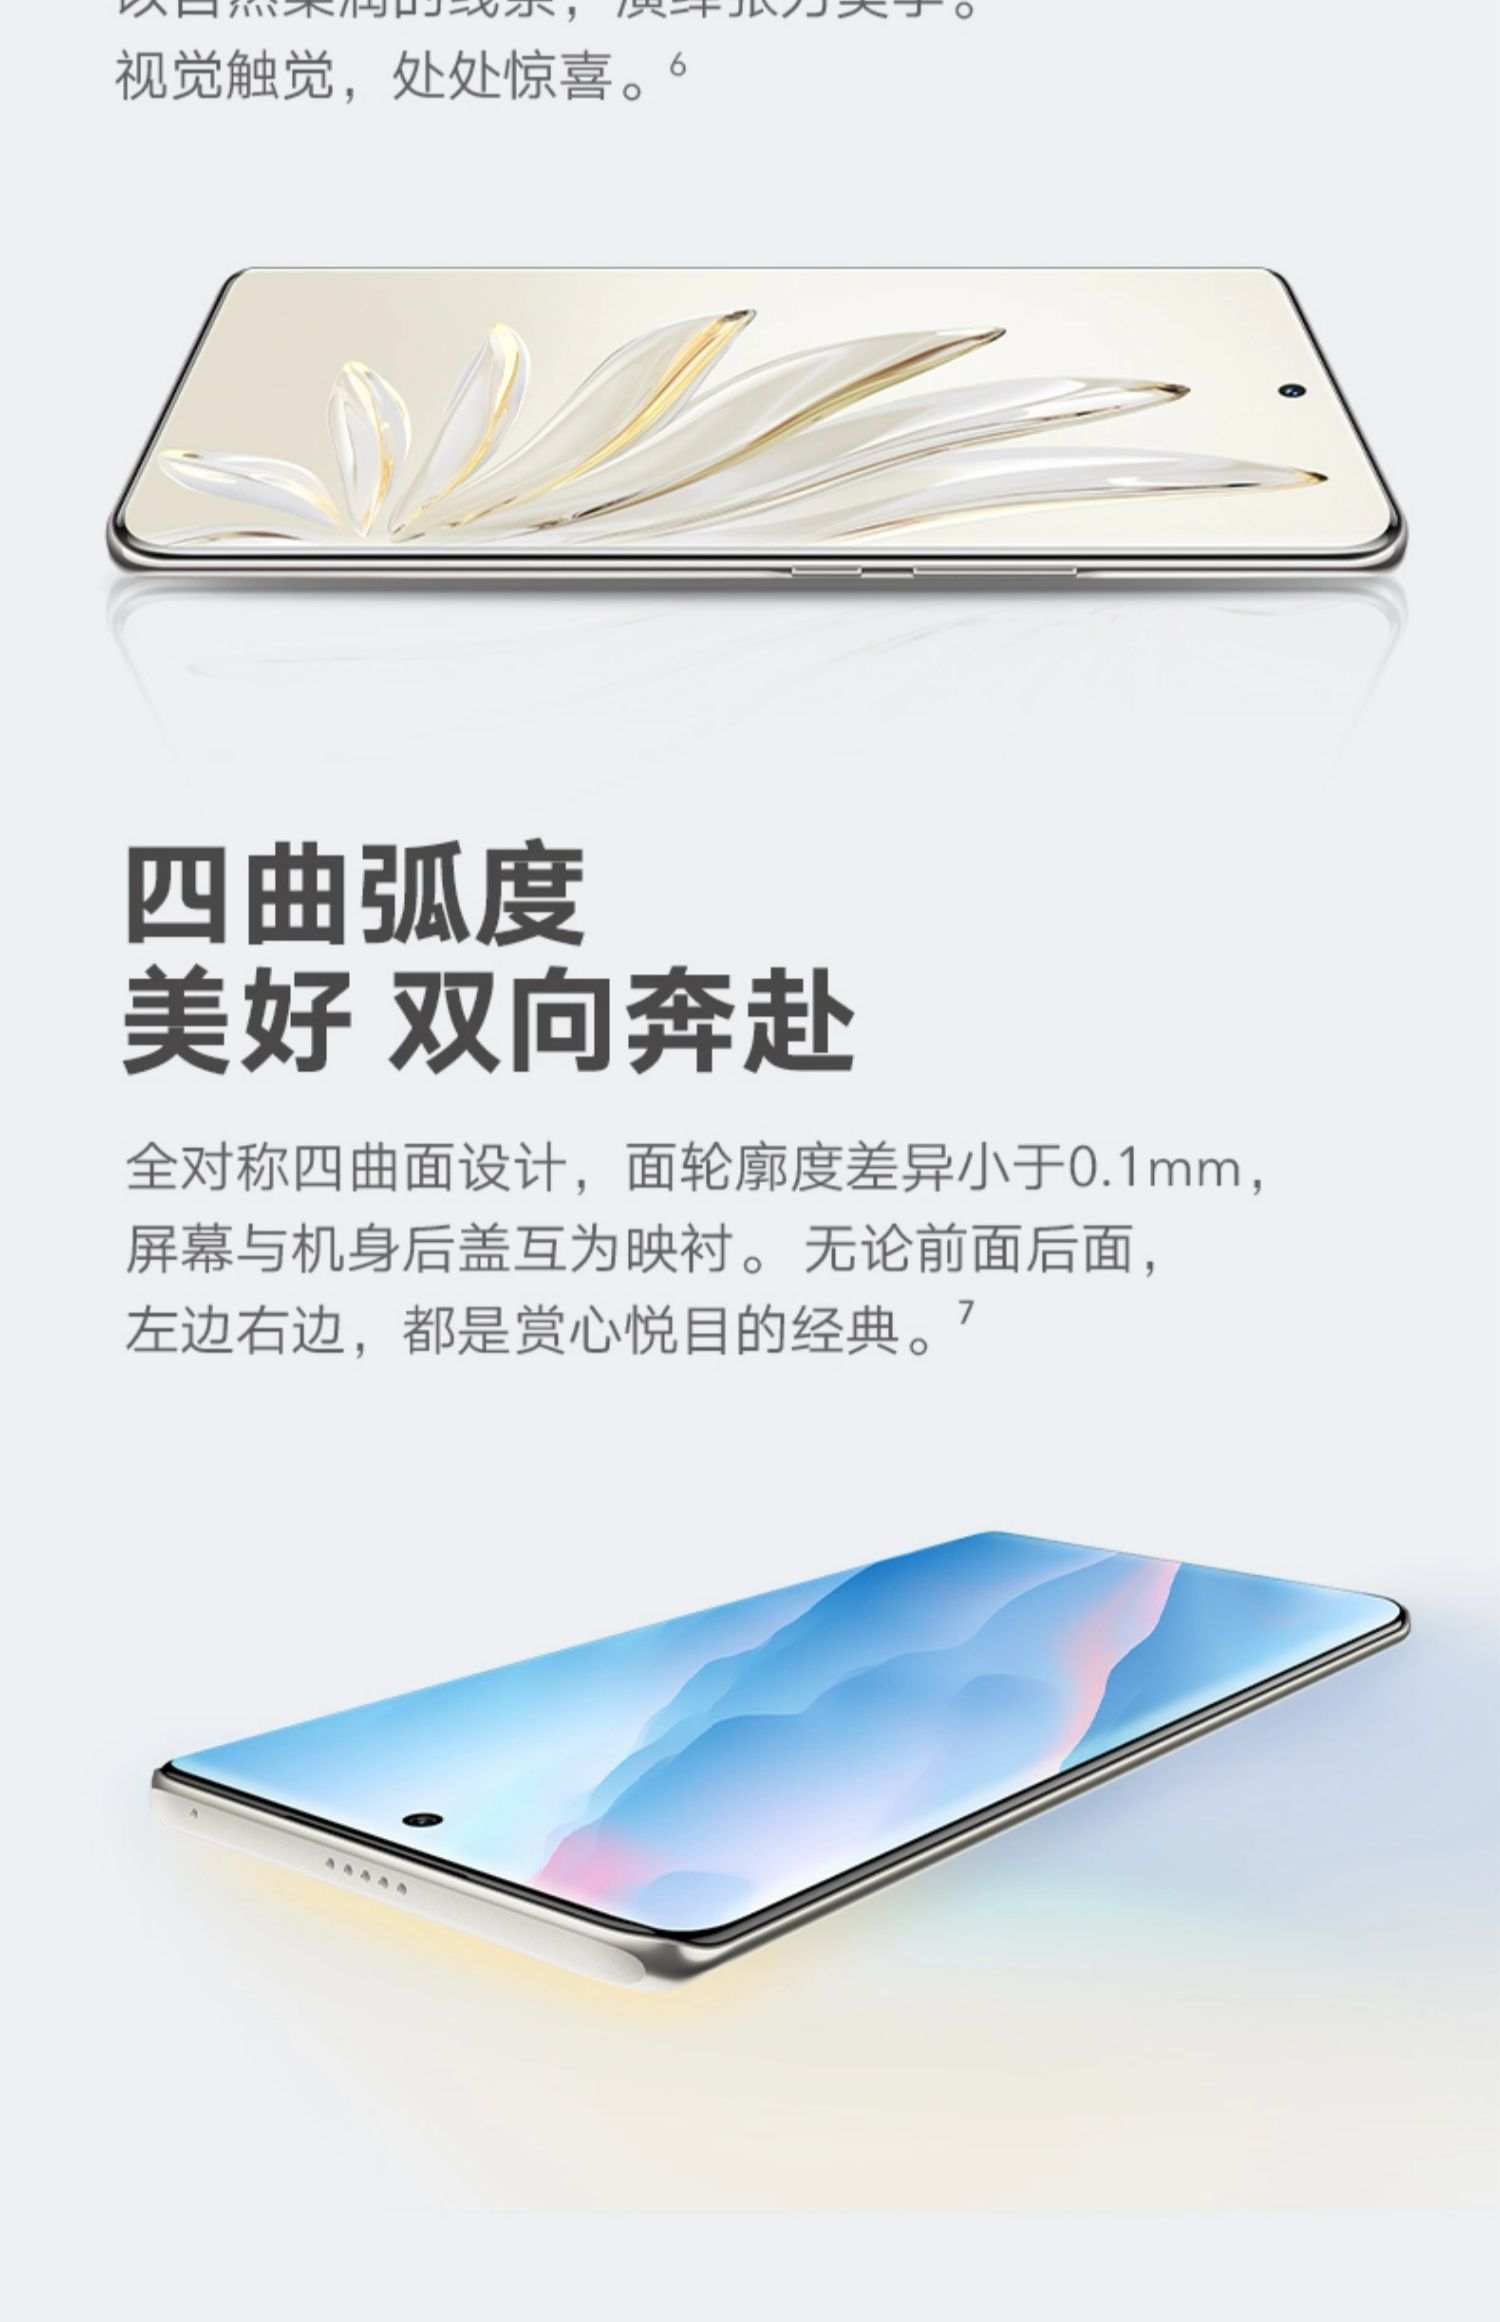 视觉触觉，处处惊喜。6
四曲弧度
美好 双向奔赴
全对称四曲面设计，面轮廓度差异小于0.1mm，
屏幕与机身后盖互为映衬。无论前面后面，
左边右边，都是赏心悦目的经典。7